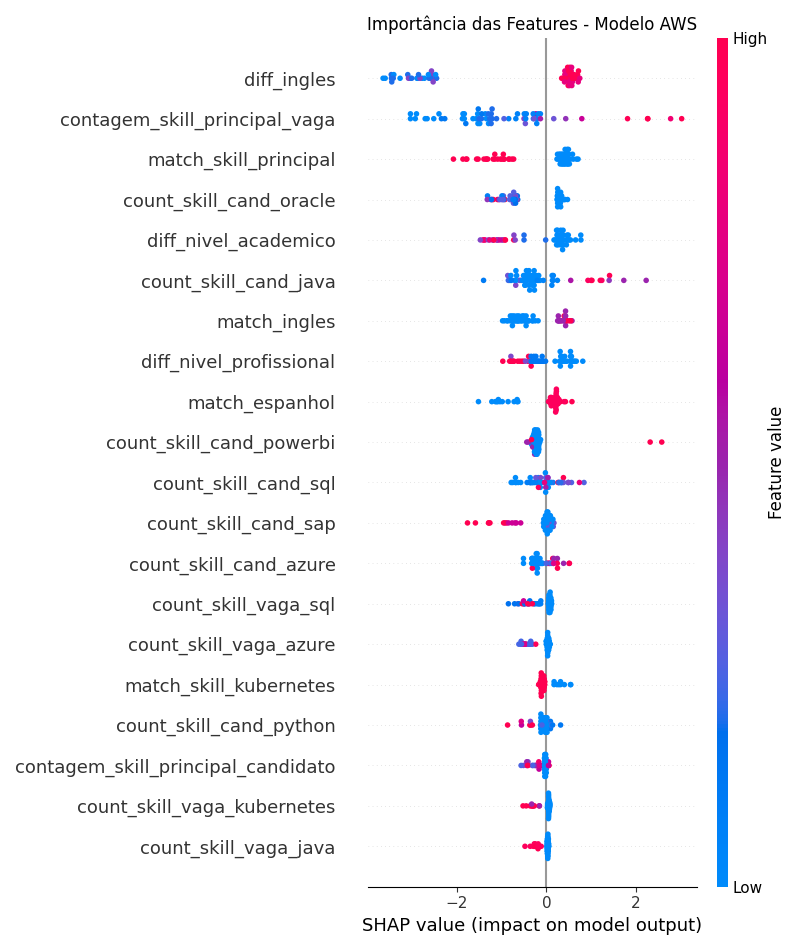 Importância das Features - Modelo AWS
High
diff_ingles
contagem_skill_principal_vaga
match_skill_principal
count_skill_cand_oracle
diff_nivel_academico
count_skill_cand_java
match_ingles
diff_nivel_profissional
match_espanhol
count_skill_cand_powerbi
count_skill_cand_sql
count_skill_cand_sap
count_skill_cand_azure
count_skill_vaga_sql
count_skill_vaga_azure
match_skill_kubernetes
count_skill_cand_python
contagem_skill_principal_candidato
count_skill_vaga_kubernetes
count_skill_vaga_java
Feature value
Low
−2 0 2
SHAP value (impact on model output)